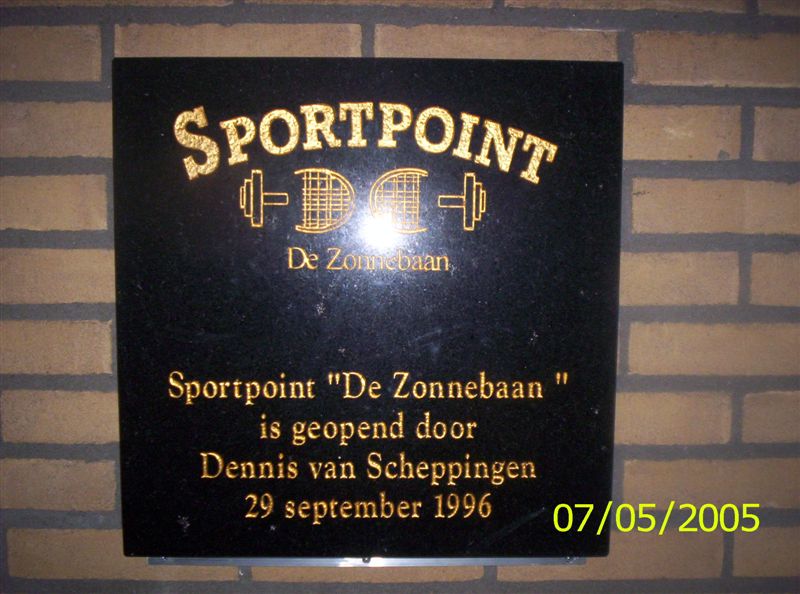 SPORTPOINT
De Zonnebaan
Sportpoint "De Zonnebaan "
is geopend door
Dennis van Scheppingen
29 september 1996
07/05/2005